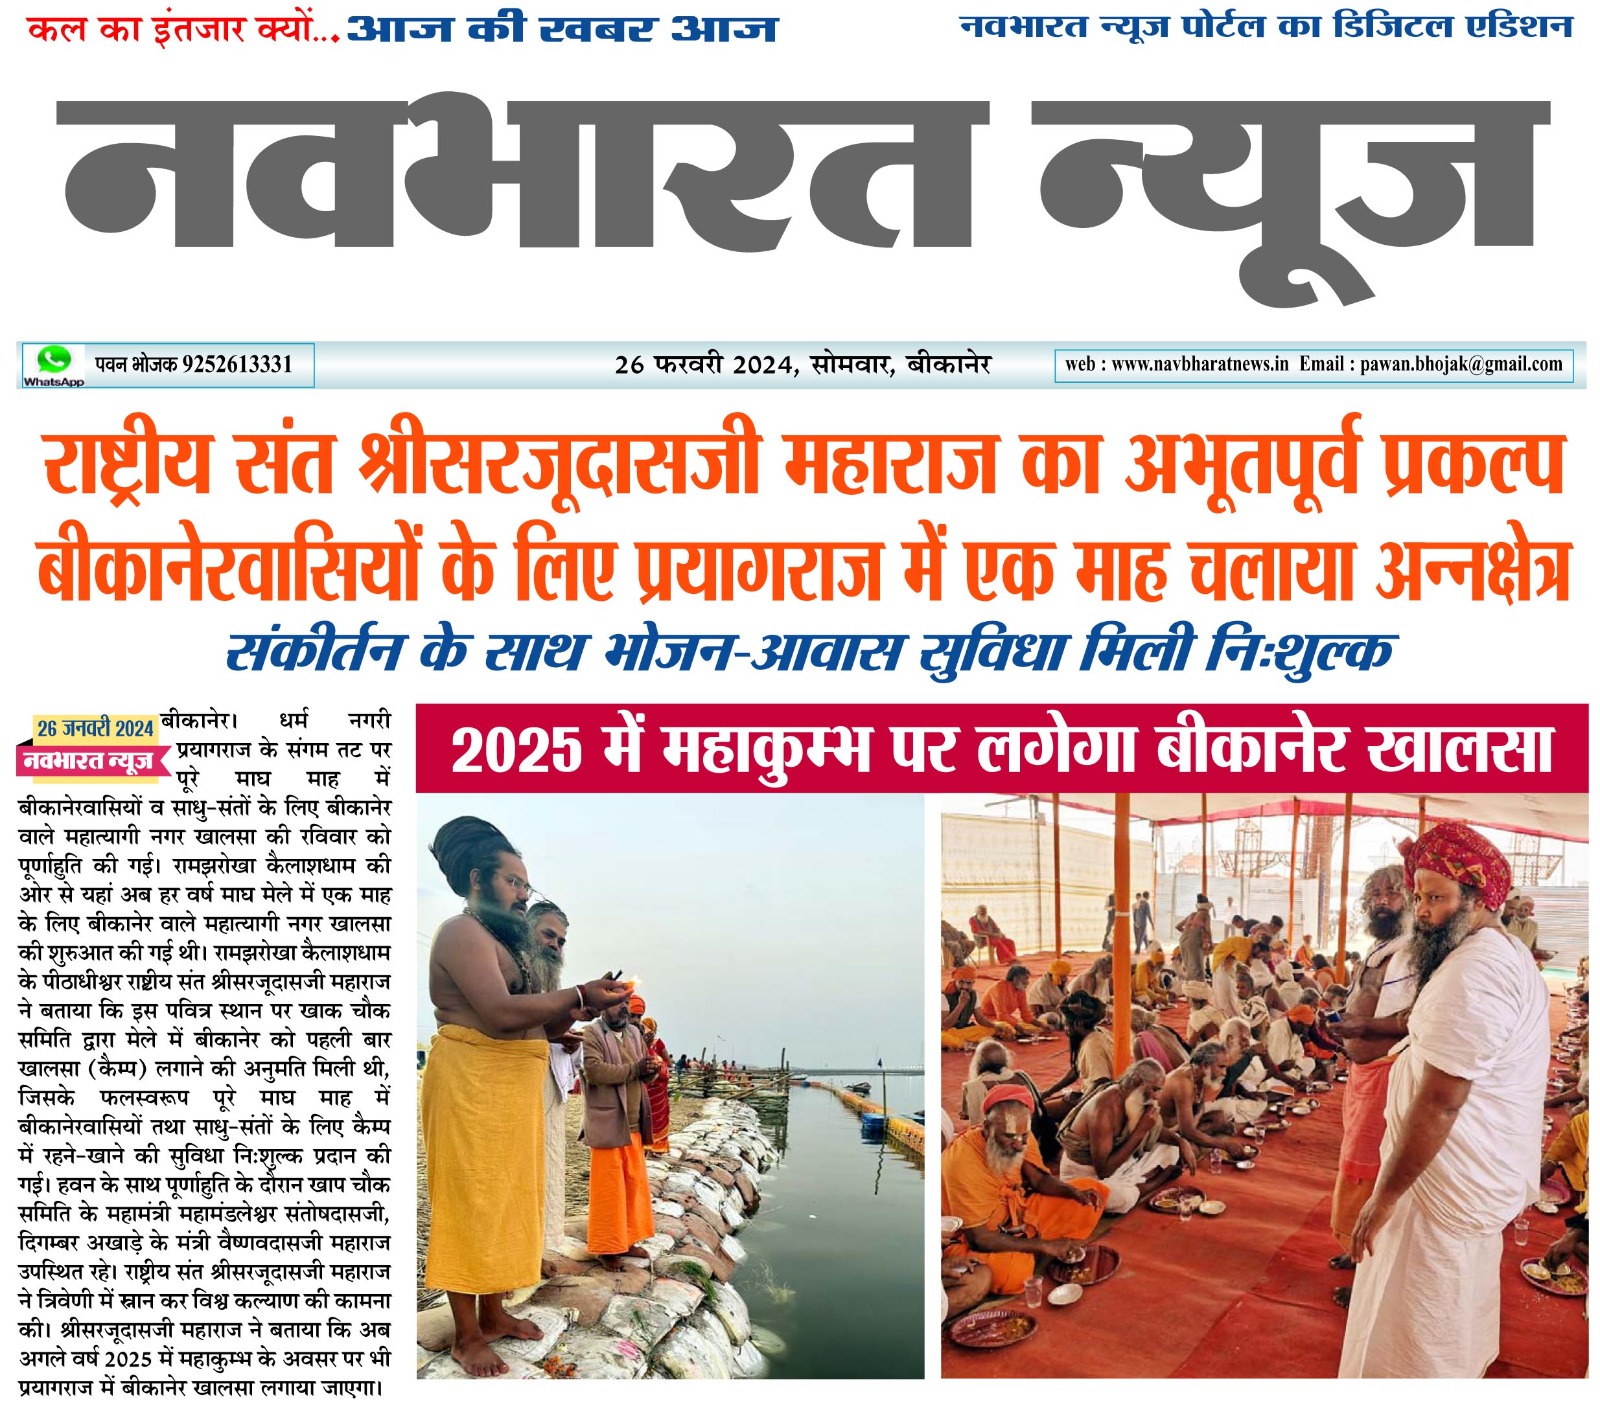 कल का इंतजार क्यों... आज की खबर आज
नवभारत न्यूज पोर्टल का डिजिटल एडिशन
नवभारत न्यूज
WhatsApp
पवन भोजक 9252613331
26 फरवरी 2024, सोमवार, बीकानेर
web : www.navbharatnews.in Email : pawan.bhojak@gmail.com
राष्ट्रीय संत श्रीसरजूदासजी महाराज का अभूतपूर्व प्रकल्प
बीकानेरवासियों के लिए प्रयागराज में एक माह चलाया अन्नक्षेत्र
संकीर्तन के साथ भोजन-आवास सुविधा मिली नि:शुल्क
26 जनवरी 2024
नवभारत न्यूज
बीकानेर। धर्म नगरी
प्रयागराज के संगम तट पर
पूरे माघ माह में
बीकानेरवासियों व साधु-संतों के लिए बीकानेर
वाले महात्यागी नगर खालसा की रविवार को
पूर्णाहुति की गई। रामझरोखा कैलाशधाम की
ओर से यहां अब हर वर्ष माघ मेले में एक माह
के लिए बीकानेर वाले महात्यागी नगर खालसा
की शुरुआत की गई थी। रामझरोखा कैलाशधाम
के पीठाधीश्वर राष्ट्रीय संत श्रीसरजूदासजी महाराज
ने बताया कि इस पवित्र स्थान पर खाक चौक
समिति द्वारा मेले में बीकानेर को पहली बार
खालसा (कैम्प) लगाने की अनुमति मिली थी,
जिसके फलस्वरूप पूरे माघ माह में
बीकानेरवासियों तथा साधु-संतों के लिए कैम्प
में रहने-खाने की सुविधा नि:शुल्क प्रदान की
गई। हवन के साथ पूर्णाहुति के दौरान खाप चौक
समिति के महामंत्री महामंडलेश्वर संतोषदासजी,
दिगम्बर अखाड़े के मंत्री वैष्णवदासजी महाराज
उपस्थित रहे। राष्ट्रीय संत श्रीसरजूदासजी महाराज
ने त्रिवेणी में स्नान कर विश्व कल्याण की कामना
की। श्रीसरजूदासजी महाराज ने बताया कि अब
अगले वर्ष 2025 में महाकुम्भ के अवसर पर भी
प्रयागराज में बीकानेर खालसा लगाया जाएगा।
2025 में महाकुम्भ पर लगेगा बीकानेर खालसा